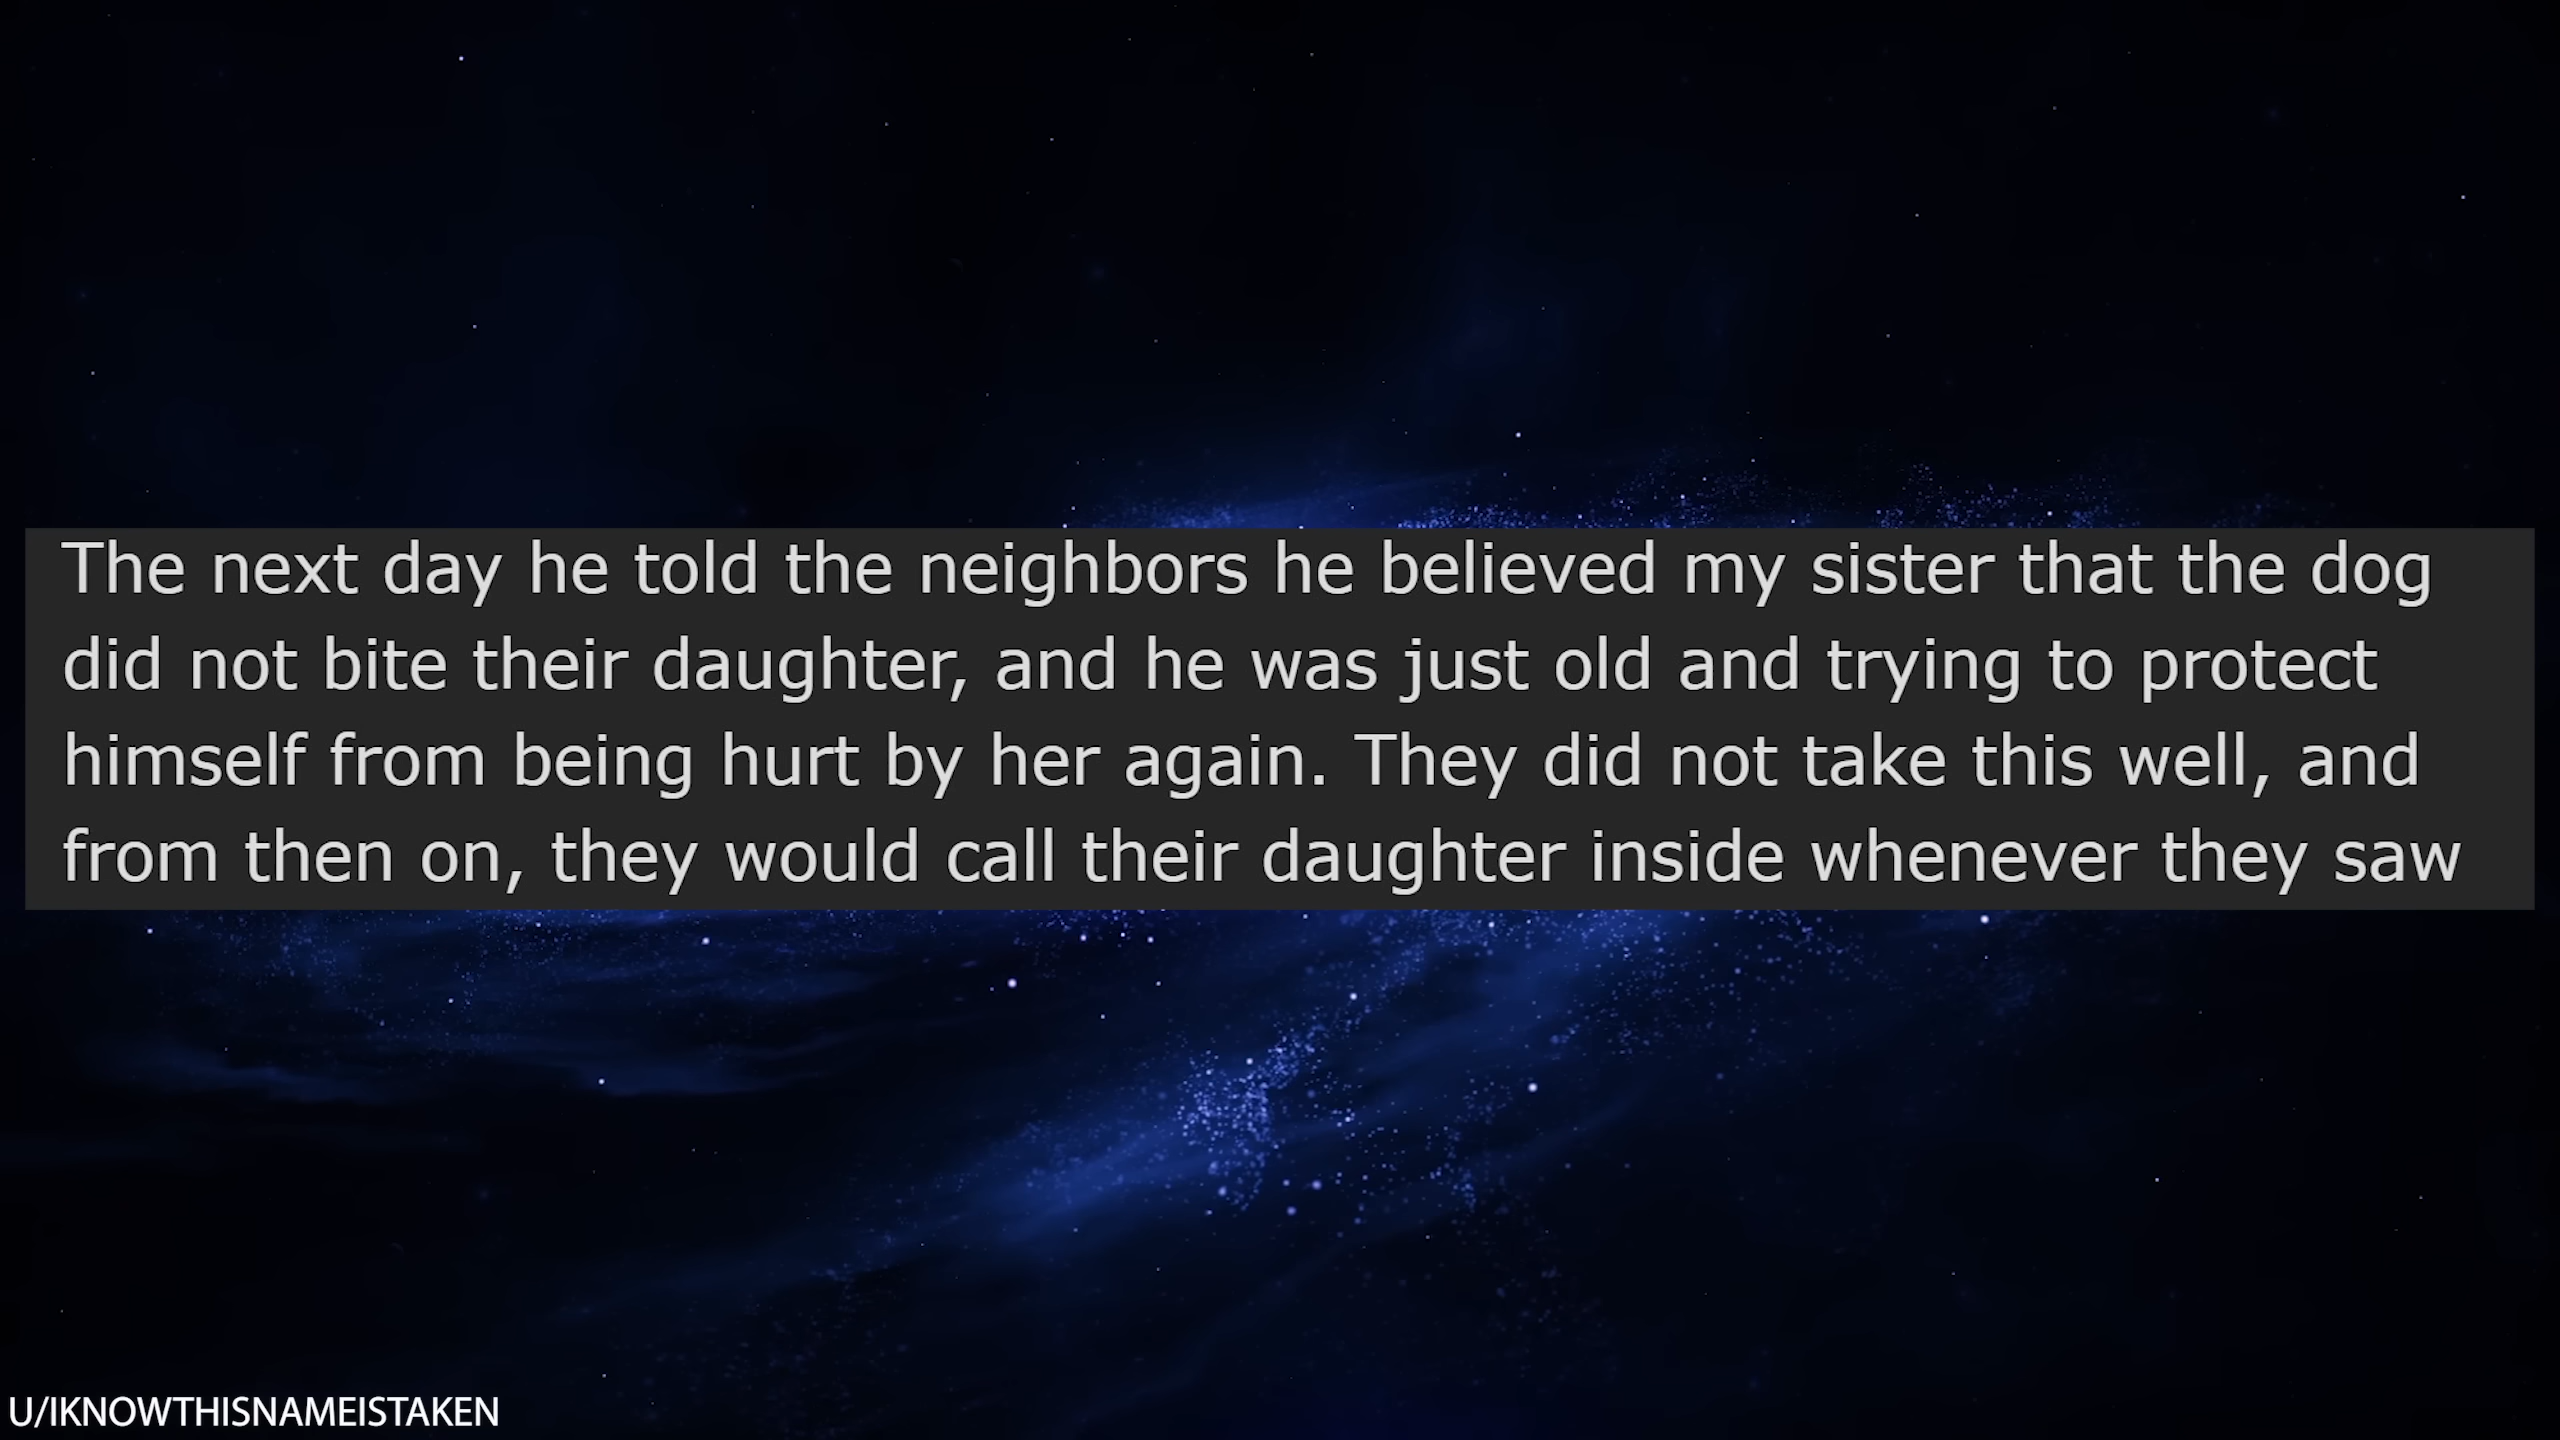 The next day he told the neighbors he believed my sister that the dog
did not bite their daughter, and he was just old and trying to protect
himself from being hurt by her again. They did not take this well, and
from then on, they would call their daughter inside whenever they saw
U/IKNOWTHISNAMEISTAKEN